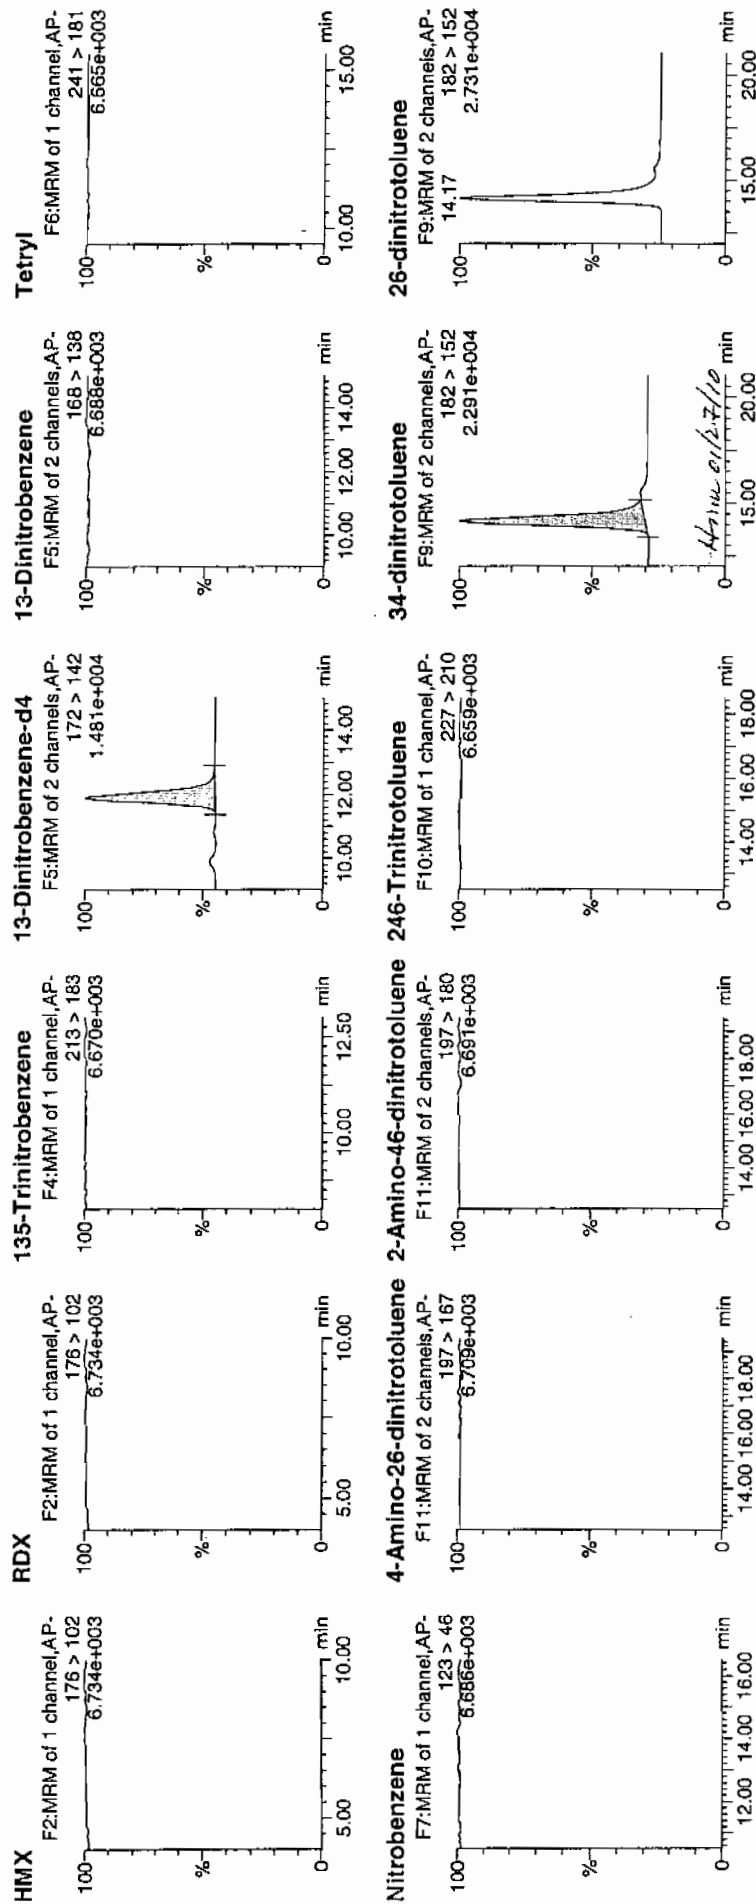 HMX
F2:MRM of 1 channel,AP-
176 > 102
6.734e+003
100
%
0
5.00
10.00
min
RDX
F2:MRM of 1 channel,AP-
176 > 102
6.734e+003
100
%
0
5.00
10.00
min
135-Trinitrobenzene
F4:MRM of 1 channel,AP-
213 > 183
6.670e+003
100
%
0
10.00
12.50
min
13-Dinitrobenzene-d4
F5:MRM of 2 channels,AP-
172 > 142
1.481e+004
100
%
0
10.00
12.00
14.00
min
13-Dinitrobenzene
F5:MRM of 2 channels,AP-
168 > 138
6.688e+003
100
%
0
10.00
12.00
14.00
min
Tetryl
F6:MRM of 1 channel,AP-
241 > 181
6.665e+003
100
%
0
10.00
15.00
min
Nitrobenzene
F7:MRM of 1 channel,AP-
123 > 46
6.686e+003
100
%
0
12.00
14.00
16.00
min
4-Amino-26-dinitrotoluene
F11:MRM of 2 channels,AP-
197 > 167
6.709e+003
100
%
0
14.00
16.00
18.00
min
2-Amino-46-dinitrotoluene
F11:MRM of 2 channels,AP-
197 > 180
6.691e+003
100
%
0
14.00
16.00
18.00
min
246-Trinitrotoluene
F10:MRM of 1 channel,AP-
227 > 210
6.659e+003
100
%
0
14.00
16.00
18.00
min
34-dinitrotoluene
F9:MRM of 2 channels,AP-
182 > 152
2.291e+004
100
%
0
01/27/10
15.00
20.00
min
26-dinitrotoluene
F9:MRM of 2 channels,AP-
14.17
182 > 152
2.731e+004
100
%
0
15.00
20.00
min